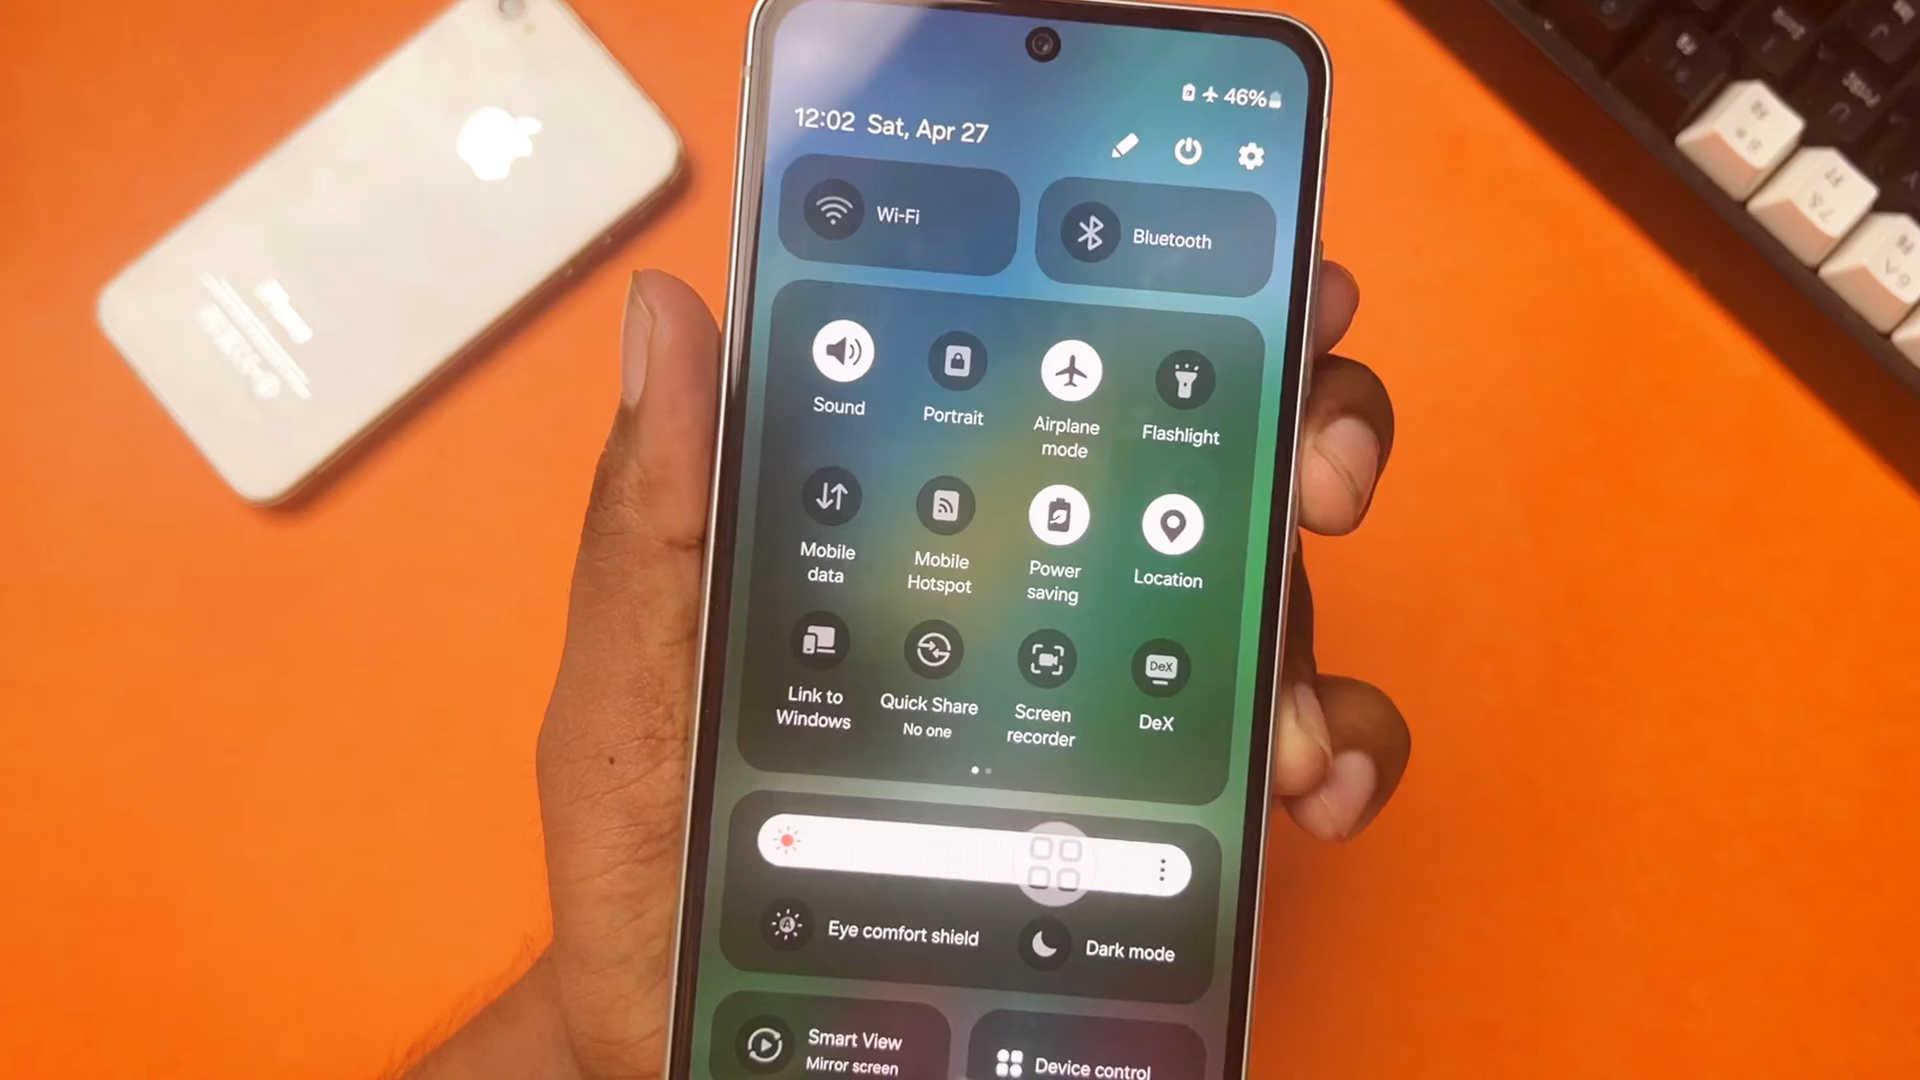 46%
12:02 Sat, Apr 27
Wi-Fi
Bluetooth
Sound
Portrait
Airplane
mode
Flashlight
Mobile
data
Mobile
Hotspot
Power
saving
Location
Link to
Windows
Quick Share
No one
Screen
recorder
DeX
DeX
Eye comfort shield
Dark mode
Smart View
Mirror screen
Device control
iPhone